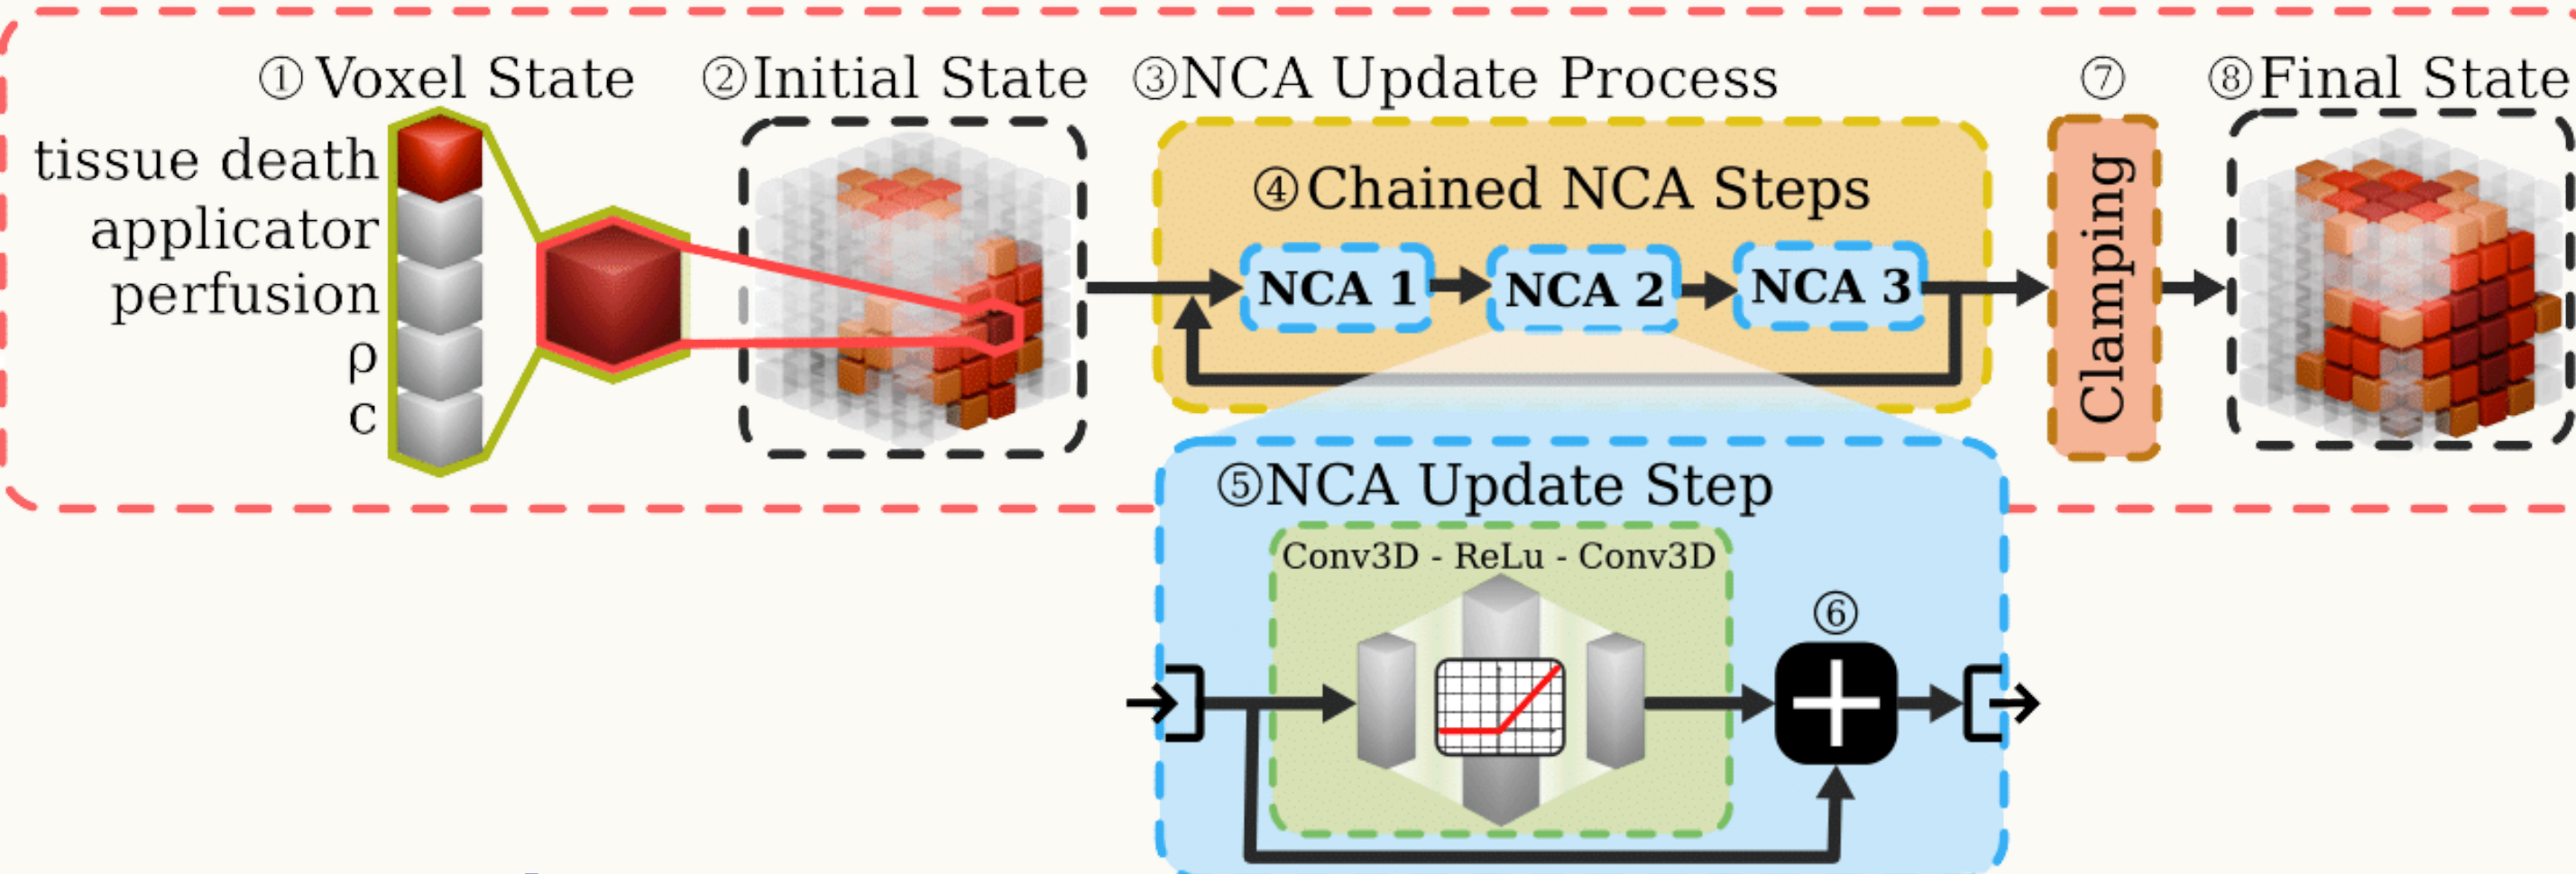 ①Voxel State
tissue death
applicator
perfusion
ρ
c
②Initial State
③NCA Update Process
④Chained NCA Steps
NCA 1
NCA 2
NCA 3
⑤NCA Update Step
Conv3D - ReLu - Conv3D
⑥
⑦
Clamping
⑧Final State